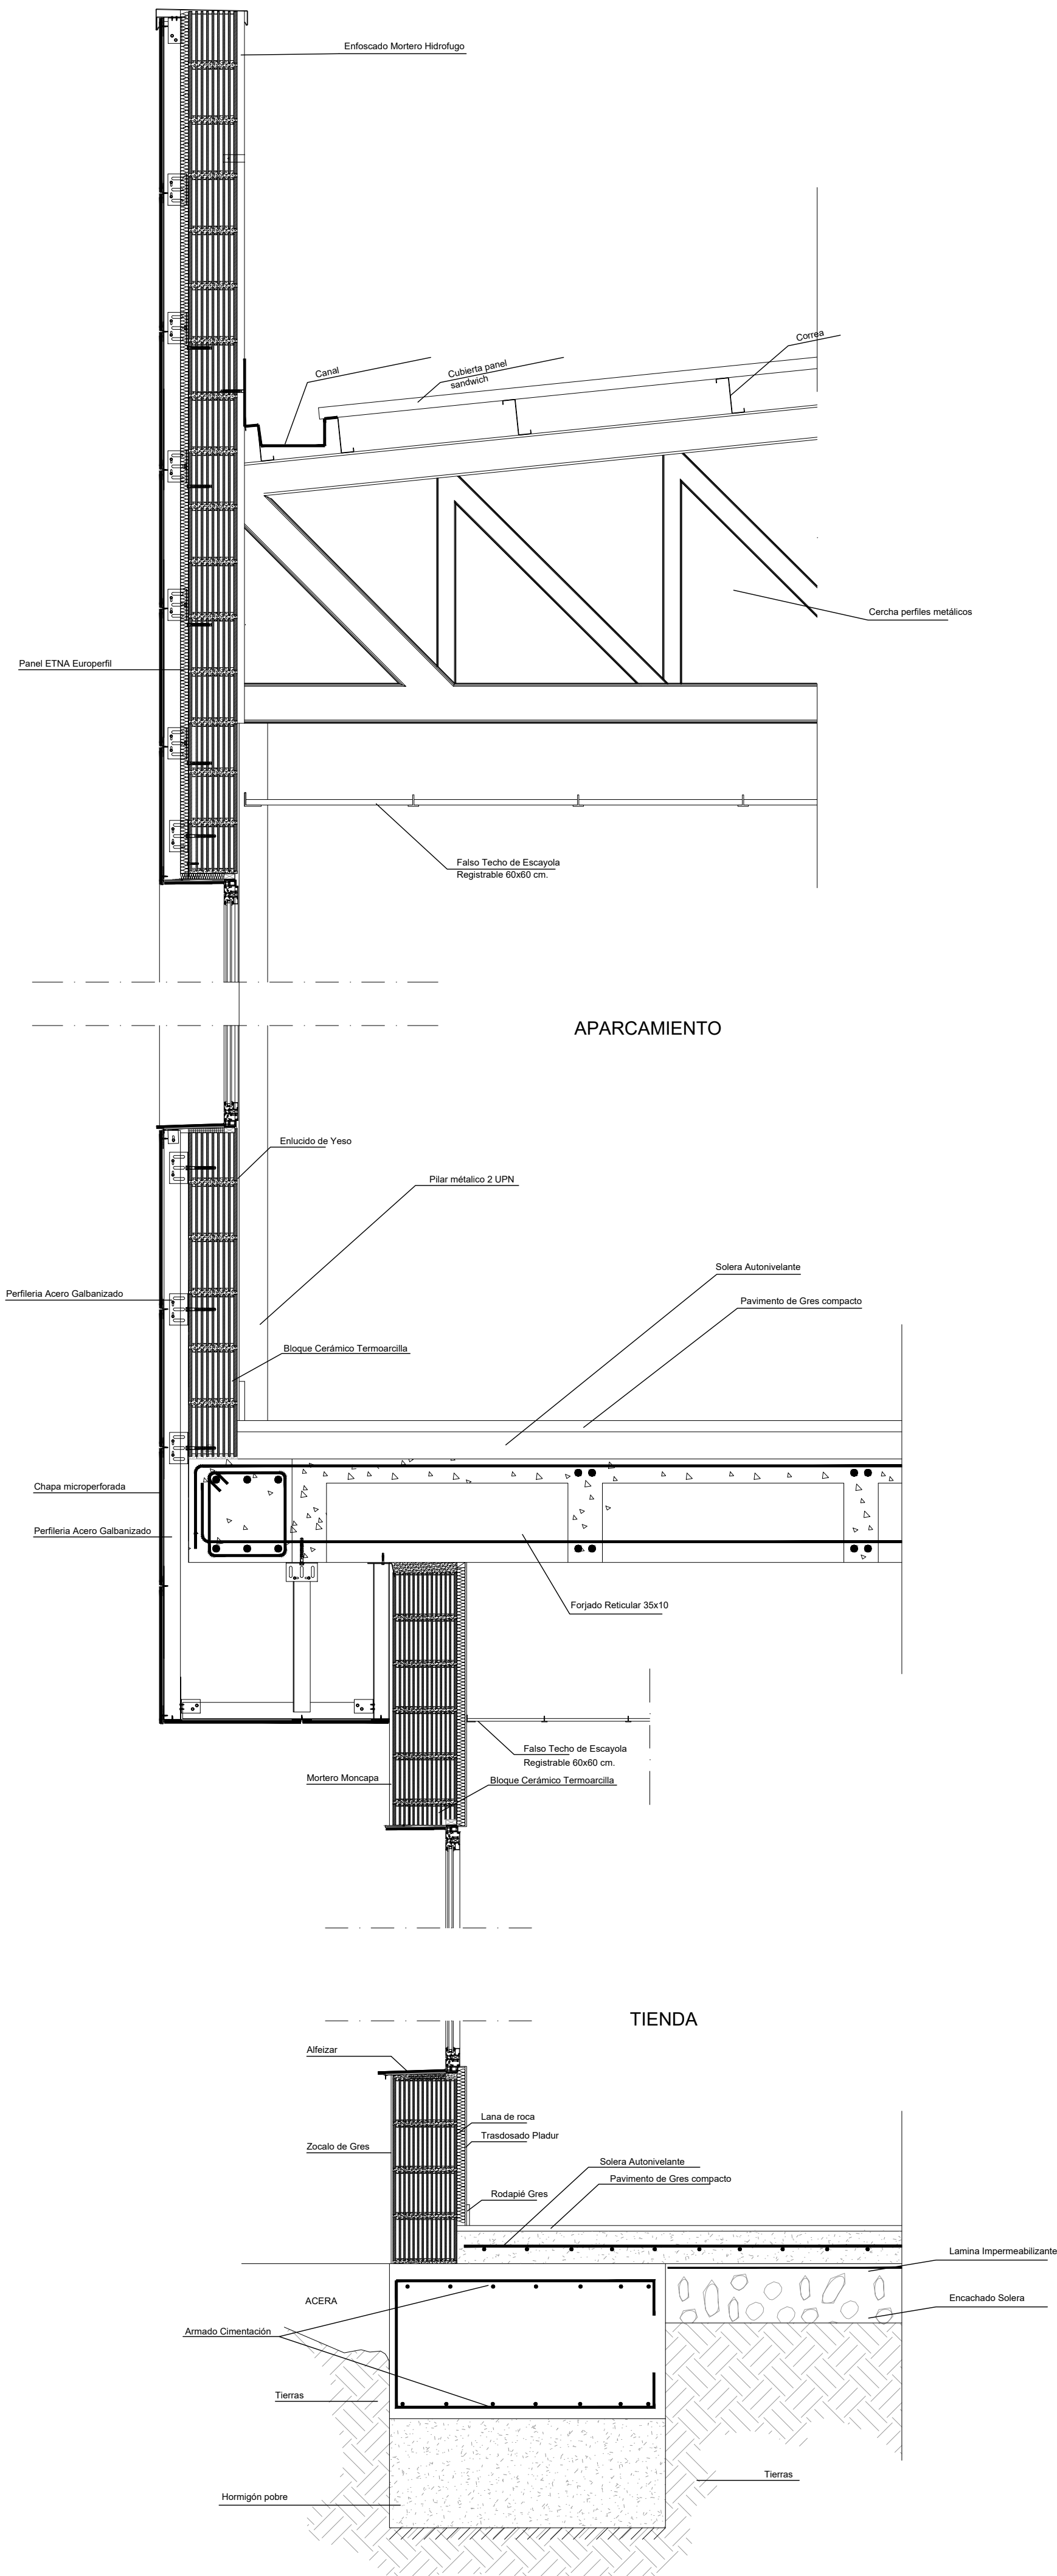 Enfoscado Mortero Hidrofugo
Correa
Canal
Cubierta panel
sandwich
Cercha perfiles metálicos
Panel ETNA Europerfil
Falso Techo de Escayola
Registrable 60x60 cm.
APARCAMIENTO
Enlucido de Yeso
Pilar métalico 2 UPN
Solera Autonivelante
Perfileria Acero Galbanizado
Pavimento de Gres compacto
Bloque Cerámico Termoarcilla
Chapa microperforada
Perfileria Acero Galbanizado
Forjado Reticular 35x10
Falso Techo de Escayola
Registrable 60x60 cm.
Mortero Moncapa
Bloque Cerámico Termoarcilla
TIENDA
Alfeizar
Lana de roca
Trasdosado Pladur
Zocalo de Gres
Solera Autonivelante
Pavimento de Gres compacto
Rodapié Gres
Lamina Impermeabilizante
Encachado Solera
ACERA
Armado Cimentación
Tierras
Tierras
Hormigón pobre